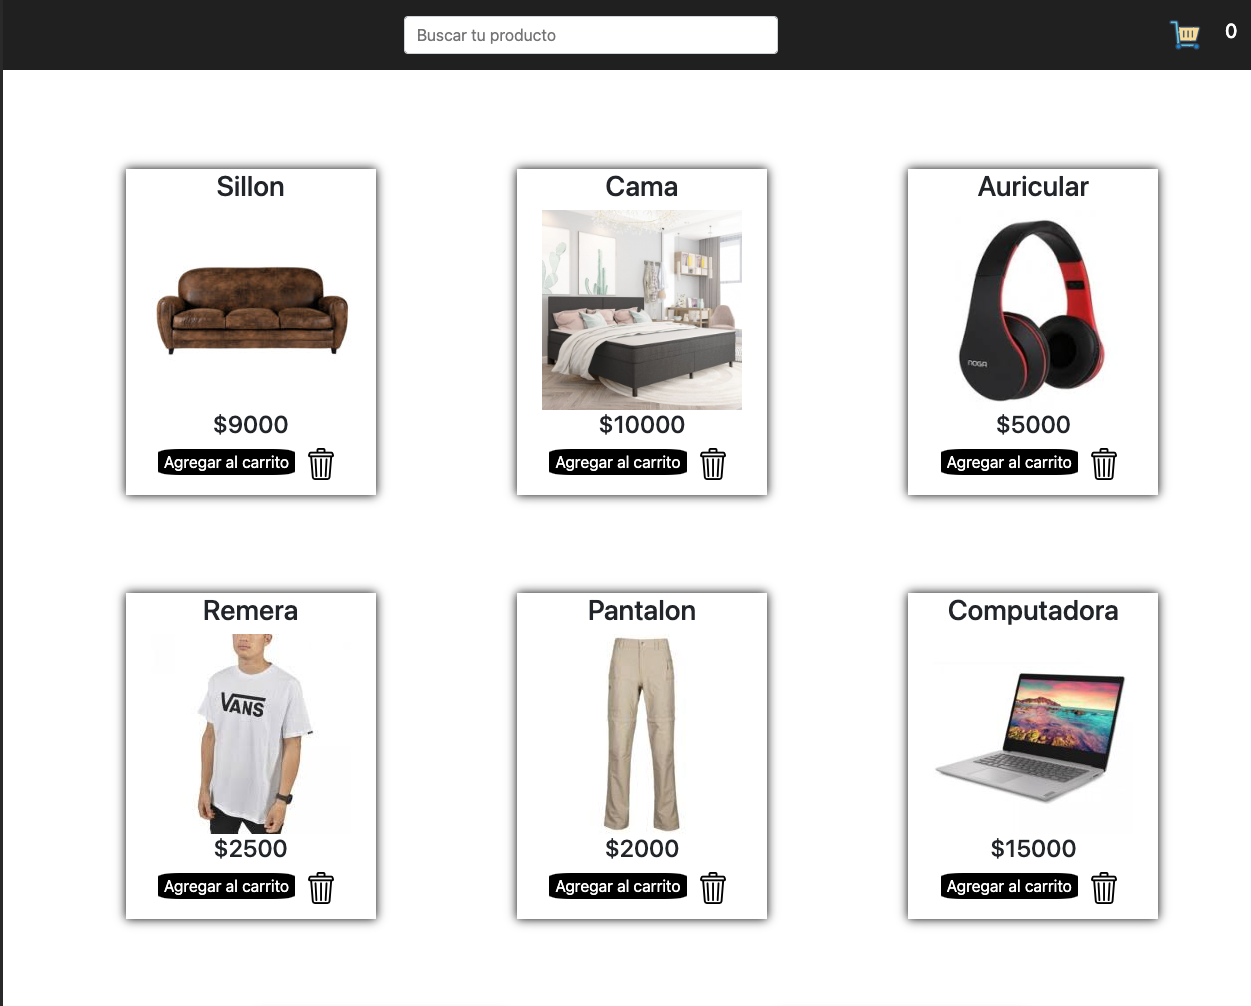 Buscar tu producto
0
Sillon
Cama
Auricular
NOGA
$9000
$10000
$5000
Agregar al carrito
Agregar al carrito
Agregar al carrito
Remera
Pantalon
Computadora
VANS
$2500
$2000
$15000
Agregar al carrito
Agregar al carrito
Agregar al carrito